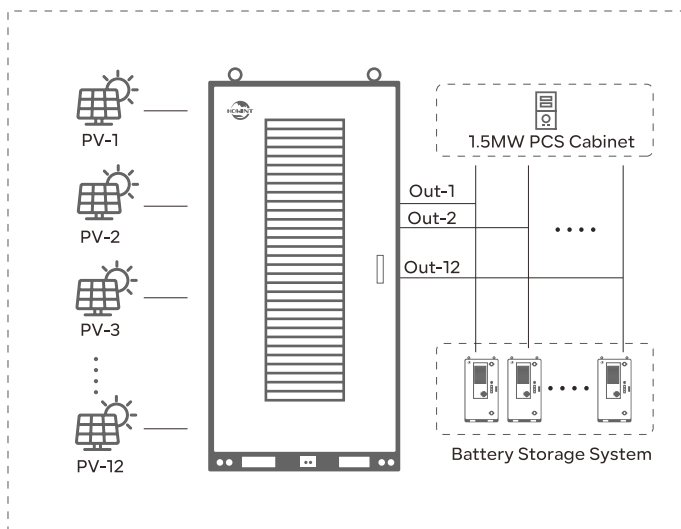 PV-1
PV-2
PV-3
PV-12
HOWINT
Out-1
Out-2
Out-12
1.5MW PCS Cabinet
Battery Storage System